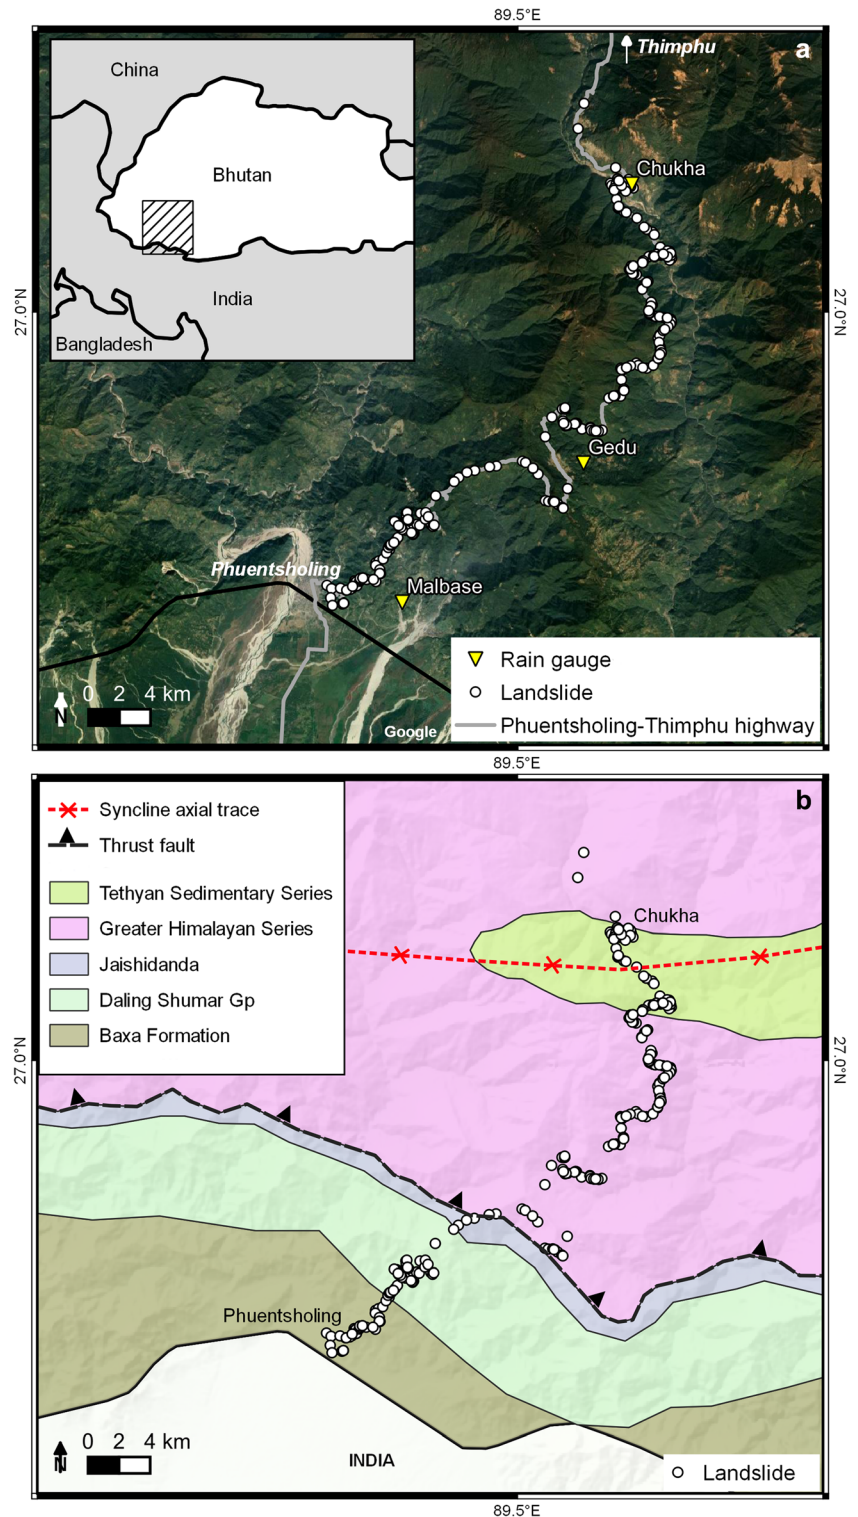 89.5°E
Thimphu
a
China
Bhutan
India
Bangladesh
Chukha
27.0°N
27.0°N
Gedu
Phuentsholing
Malbase
0 2 4 km
N
Google
Rain gauge
Landslide
Phuentsholing-Thimphu highway
89.5°E
b
Syncline axial trace
Thrust fault
Tethyan Sedimentary Series
Greater Himalayan Series
Jaishidanda
Daling Shumar Gp
Baxa Formation
Chukha
27.0°N
27.0°N
Phuentsholing
0 2 4 km
N
INDIA
Landslide
89.5°E